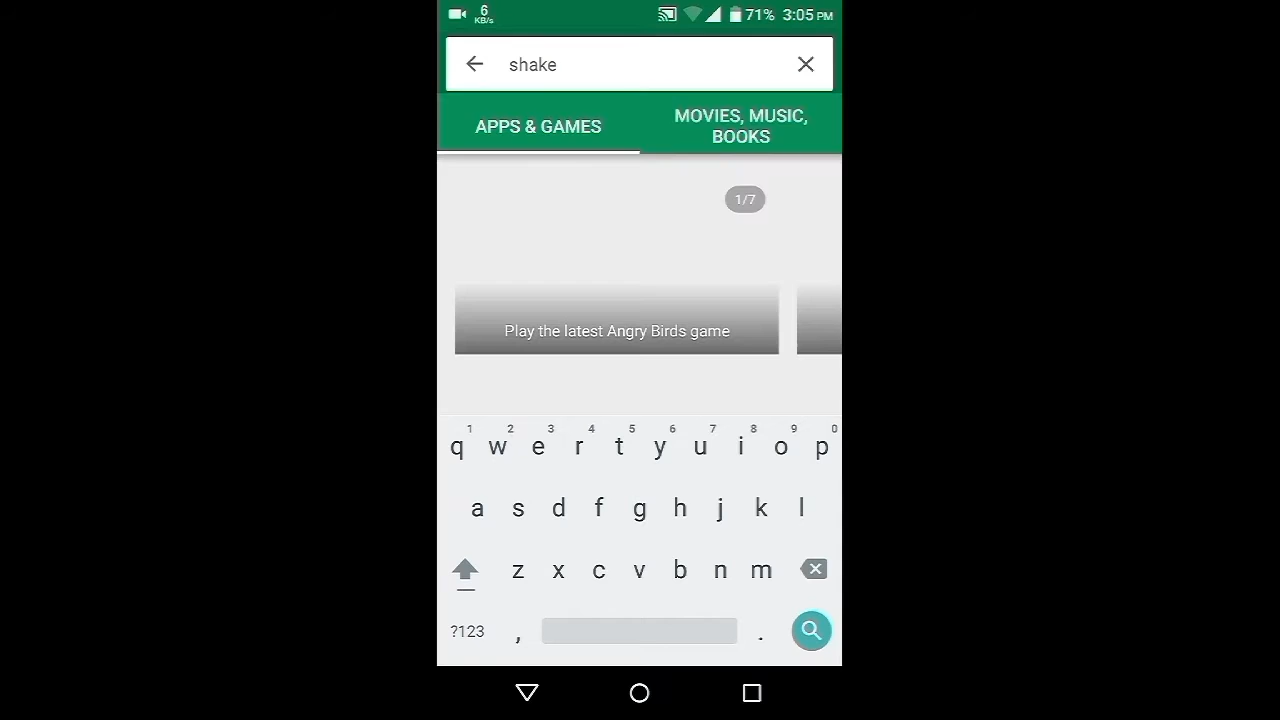 6
KB/s
71% 3:05 PM
shake
APPS & GAMES
MOVIES, MUSIC,
BOOKS
1/7
Play the latest Angry Birds game
1 2 3 4 5 6 7 8 9 0
q w e r t y u i o p
a s d f g h j k l
z x c v b n m
?123 , .